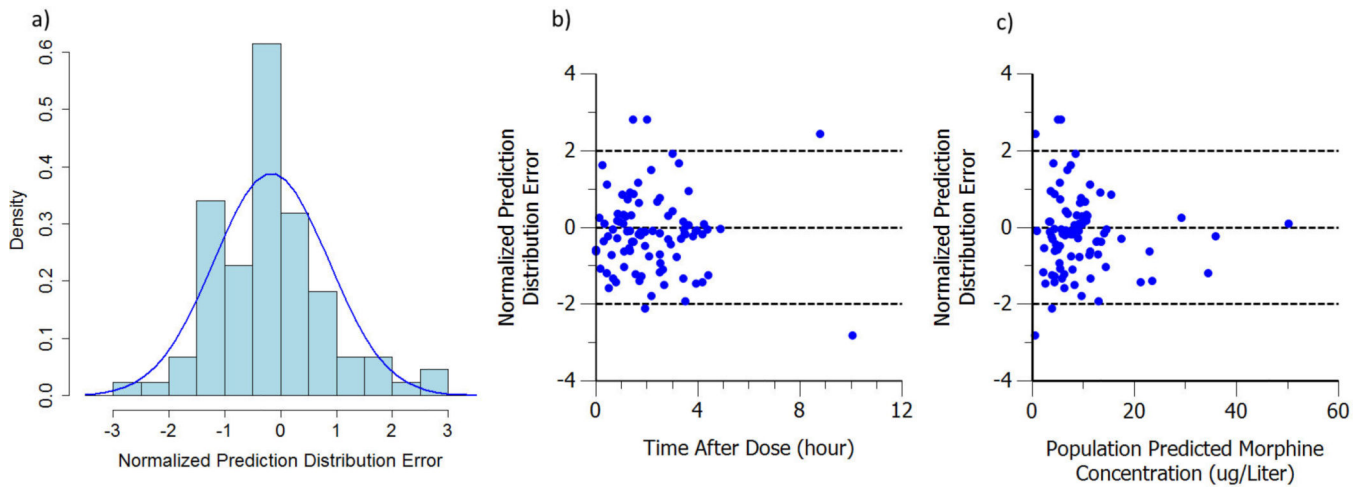 a)
Density
0.0
0.1
0.2
0.3
0.4
0.5
0.6
-3
-2
-1
0
1
2
3
Normalized Prediction Distribution Error
b)
Normalized Prediction
Distribution Error
4
2
0
-2
-4
0
4
8
12
Time After Dose (hour)
c)
Normalized Prediction
Distribution Error
4
2
0
-2
-4
0
20
40
60
Population Predicted Morphine
Concentration (ug/Liter)